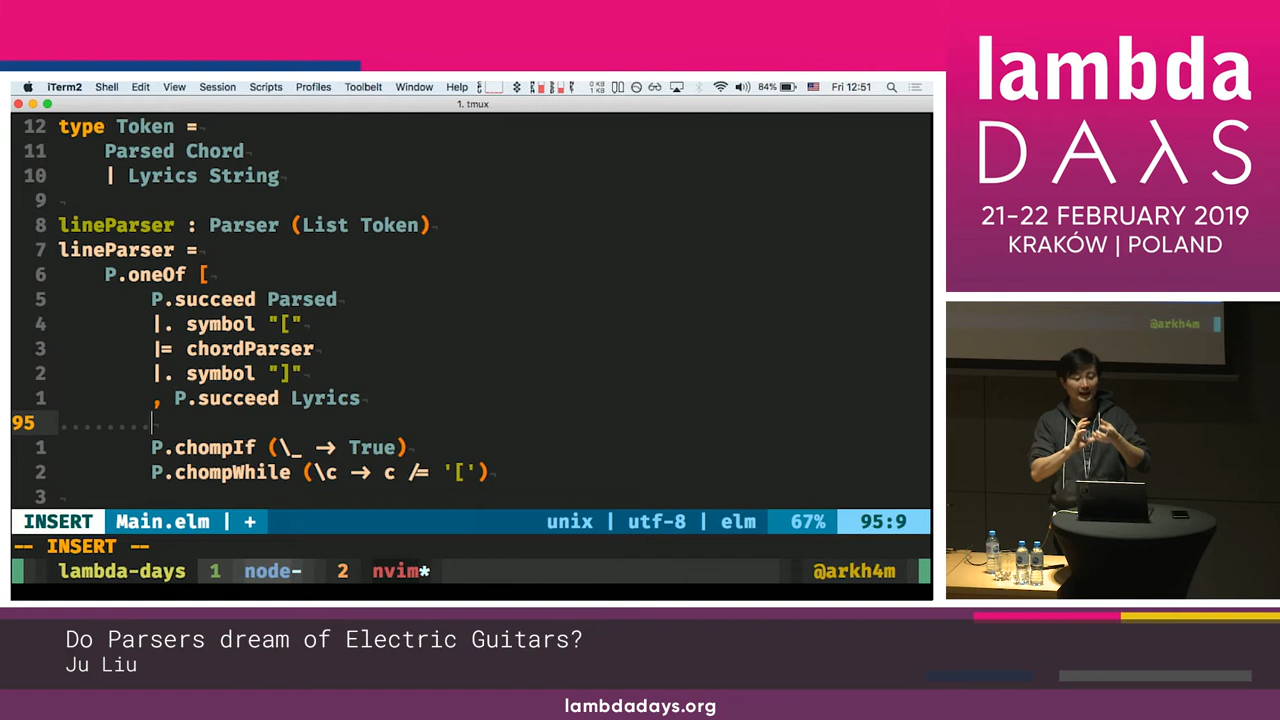 iTerm2 Shell Edit View Session Scripts Profiles Toolbelt Window Help 84% Fri 12:51
1. tmux
12 type Token =
11 Parsed Chord
10 | Lyrics String
9
8 lineParser : Parser (List Token)
7 lineParser =
6 P.oneOf [
5 P.succeed Parsed
4 |. symbol "["
3 |= chordParser
2 |. symbol "]"
1 , P.succeed Lyrics
95
1 P.chompIf (\_ -> True)
2 P.chompWhile (\c -> c /= '[')
3
INSERT Main.elm | + unix | utf-8 | elm 67% 95:9
-- INSERT --
lambda-days 1 node- 2 nvim* @arkh4m
lambda
DAλS
21-22 FEBRUARY 2019
KRAKÓW | POLAND
@arkh4m
Do Parsers dream of Electric Guitars?
Ju Liu
lambdadays.org